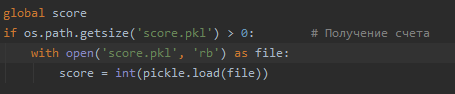 global score
if os.path.getsize('score.pkl') > 0:        # Получение счета
    with open('score.pkl', 'rb') as file:
        score = int(pickle.load(file))